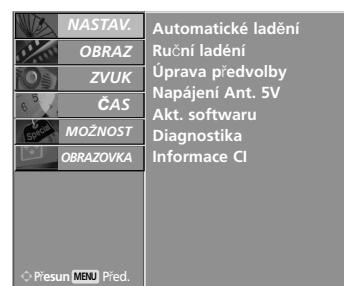 NASTAV.
OBRAZ
ZVUK
ČAS
MOŽNOST
OBRAZOVKA
Automatické ladění
Ruční ladéní
Úprava předvolby
Napájení Ant. 5V
Akt. softwaru
Diagnostika
Informace CI
Přesun MENU Před.